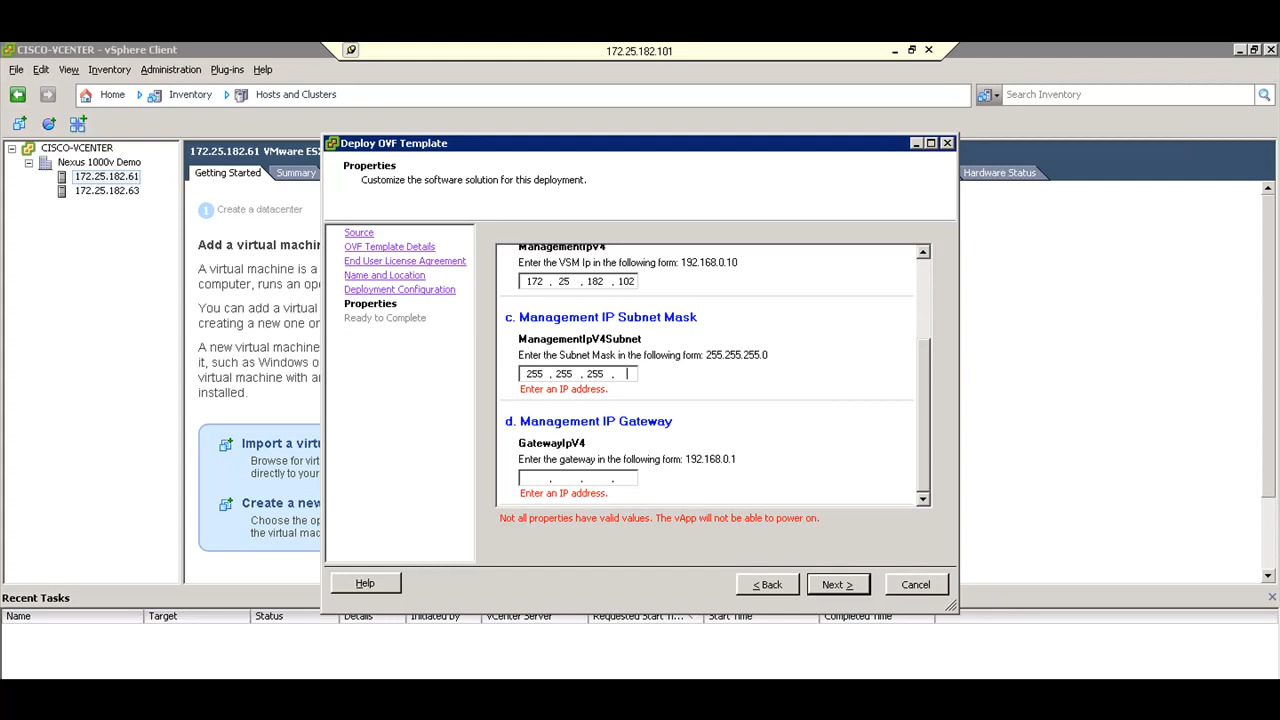 CISCO-VCENTER - vSphere Client
172.25.182.101
File Edit View Inventory Administration Plug-ins Help
Home Inventory Hosts and Clusters
Search Inventory
CISCO-VCENTER
Nexus 1000v Demo
172.25.182.61
172.25.182.63
172.25.182.61 VMware ES
Getting Started Summary
Hardware Status
1 Create a datacenter
Add a virtual machin
A virtual machine is a
computer, runs an op
You can add a virtual
creating a new one or
A new virtual machine
it, such as Windows o
virtual machine with ar
installed.
Import a virtu
Browse for virt
directly to your
Create a new
Choose the op
the virtual mac
Deploy OVF Template
Properties
Customize the software solution for this deployment.
Source
OVF Template Details
End User License Agreement
Name and Location
Deployment Configuration
Properties
Ready to Complete
ManagementIpV4
Enter the VSM Ip in the following form: 192.168.0.10
172 . 25 . 182 . 102
c. Management IP Subnet Mask
ManagementIpV4Subnet
Enter the Subnet Mask in the following form: 255.255.255.0
255 . 255 . 255 .
Enter an IP address.
d. Management IP Gateway
GatewayIpV4
Enter the gateway in the following form: 192.168.0.1
. . .
Enter an IP address.
Not all properties have valid values. The vApp will not be able to power on.
Help
< Back Next > Cancel
Recent Tasks
Name Target Status Details Initiated by vCenter Server Requested Start Ti... Start Time Completed Time